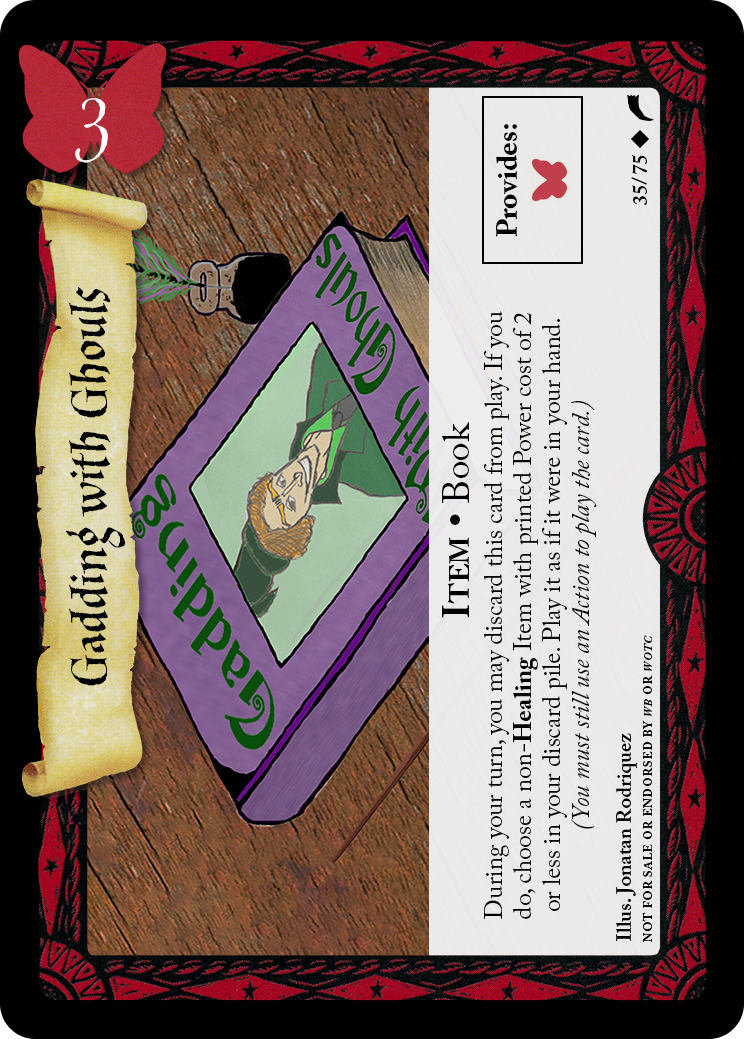 3
Gadding with Ghouls
Gadding
With
Ghouls
ITEM • Book
During your turn, you may discard this card from play. If you
do, choose a non-Healing Item with printed Power cost of 2
or less in your discard pile. Play it as if it were in your hand.
(You must still use an Action to play the card.)
Provides:
Illus. Jonatan Rodriquez
NOT FOR SALE OR ENDORSED BY WB OR WOTC
35/75